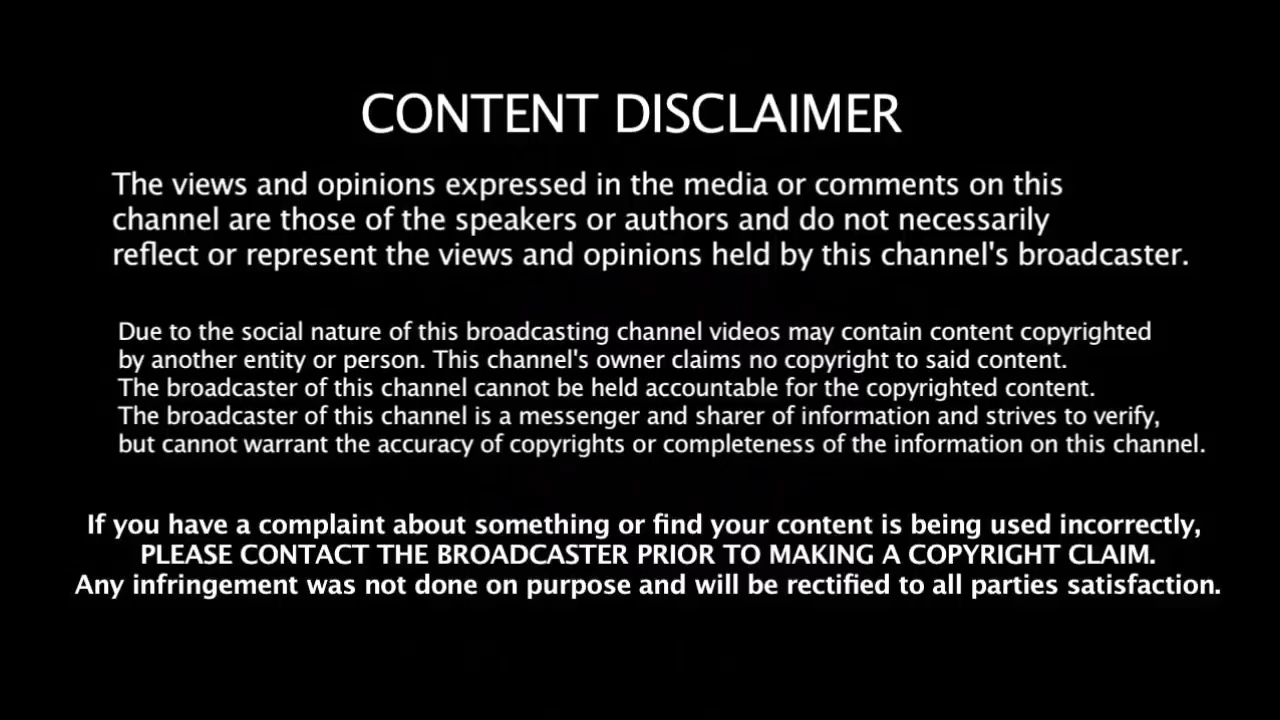 CONTENT DISCLAIMER
The views and opinions expressed in the media or comments on this
channel are those of the speakers or authors and do not necessarily
reflect or represent the views and opinions held by this channel's broadcaster.
Due to the social nature of this broadcasting channel videos may contain content copyrighted
by another entity or person. This channel's owner claims no copyright to said content.
The broadcaster of this channel cannot be held accountable for the copyrighted content.
The broadcaster of this channel is a messenger and sharer of information and strives to verify,
but cannot warrant the accuracy of copyrights or completeness of the information on this channel.
If you have a complaint about something or find your content is being used incorrectly,
PLEASE CONTACT THE BROADCASTER PRIOR TO MAKING A COPYRIGHT CLAIM.
Any infringement was not done on purpose and will be rectified to all parties satisfaction.